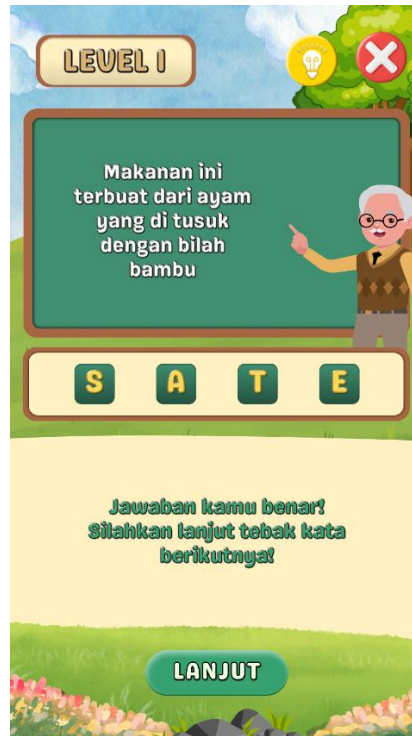 LEVEL 1
Makanan ini
terbuat dari ayam
yang di tusuk
dengan bilah
bambu
S A T E
Jawaban kamu benar!
Silahkan lanjut tebak kata
berikutnya!
LANJUT